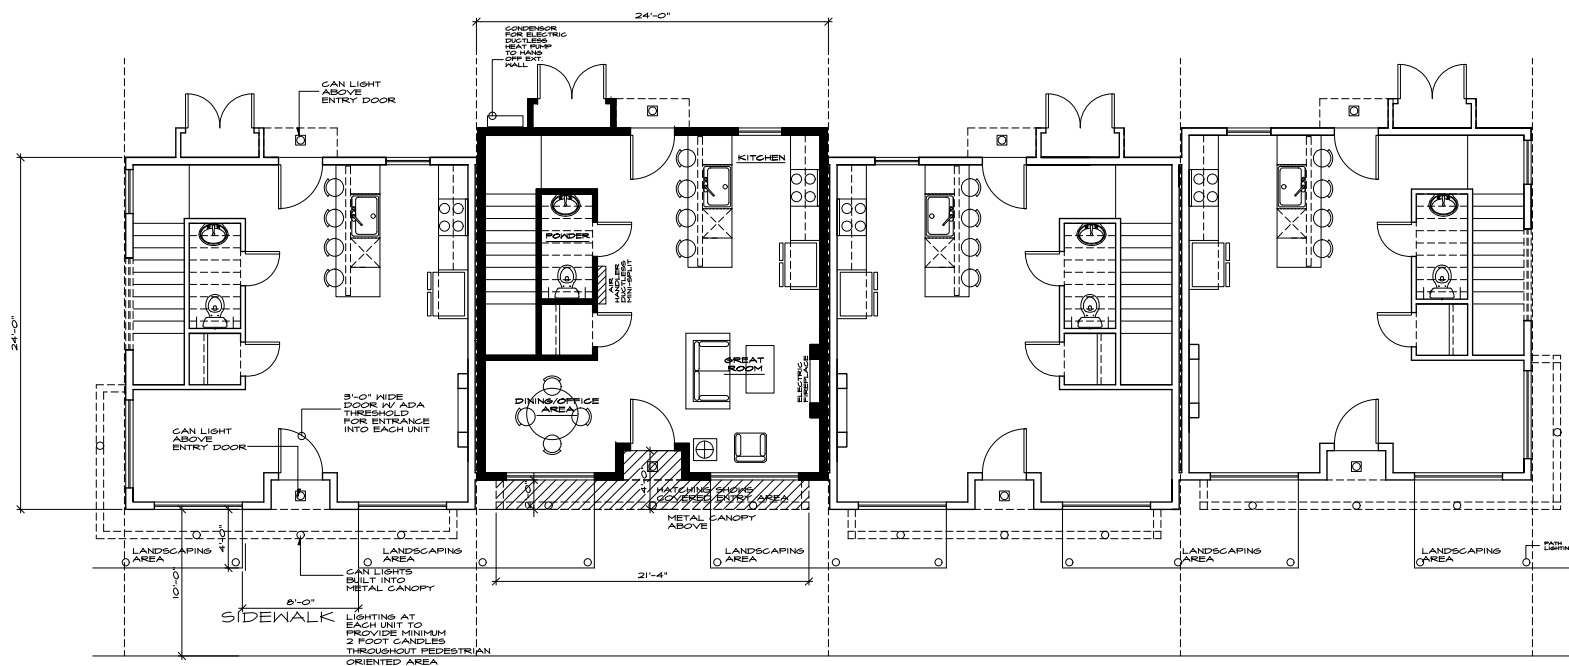 24'-0"
CONDENSOR
FOR ELECTRIC
DUCTLESS
HEAT PUMP
TO HANG
OFF EXT.
WALL
CAN LIGHT
ABOVE
ENTRY DOOR
KITCHEN
POWDER
AIR
HANDLER
DUCTLESS
MINI-SPLIT
24'-0"
GREAT
ROOM
ELECTRIC
FIREPLACE
DINING/OFFICE
AREA
3'-0" WIDE
DOOR W/ ADA
THRESHOLD
FOR ENTRANCE
INTO EACH UNIT
CAN LIGHT
ABOVE
ENTRY DOOR
4'-0"
HATCHING SHOWS
COVERED ENTRY AREA
METAL CANOPY
ABOVE
4'-0"
LANDSCAPING
AREA
LANDSCAPING
AREA
LANDSCAPING
AREA
LANDSCAPING
AREA
LANDSCAPING
AREA
PATH
LIGHTIN
CAN LIGHTS
BUILT INTO
METAL CANOPY
21'-4"
10'-0"
8'-0"
SIDEWALK
LIGHTING AT
EACH UNIT TO
PROVIDE MINIMUM
2 FOOT CANDLES
THROUGHOUT PEDESTRIAN
ORIENTED AREA